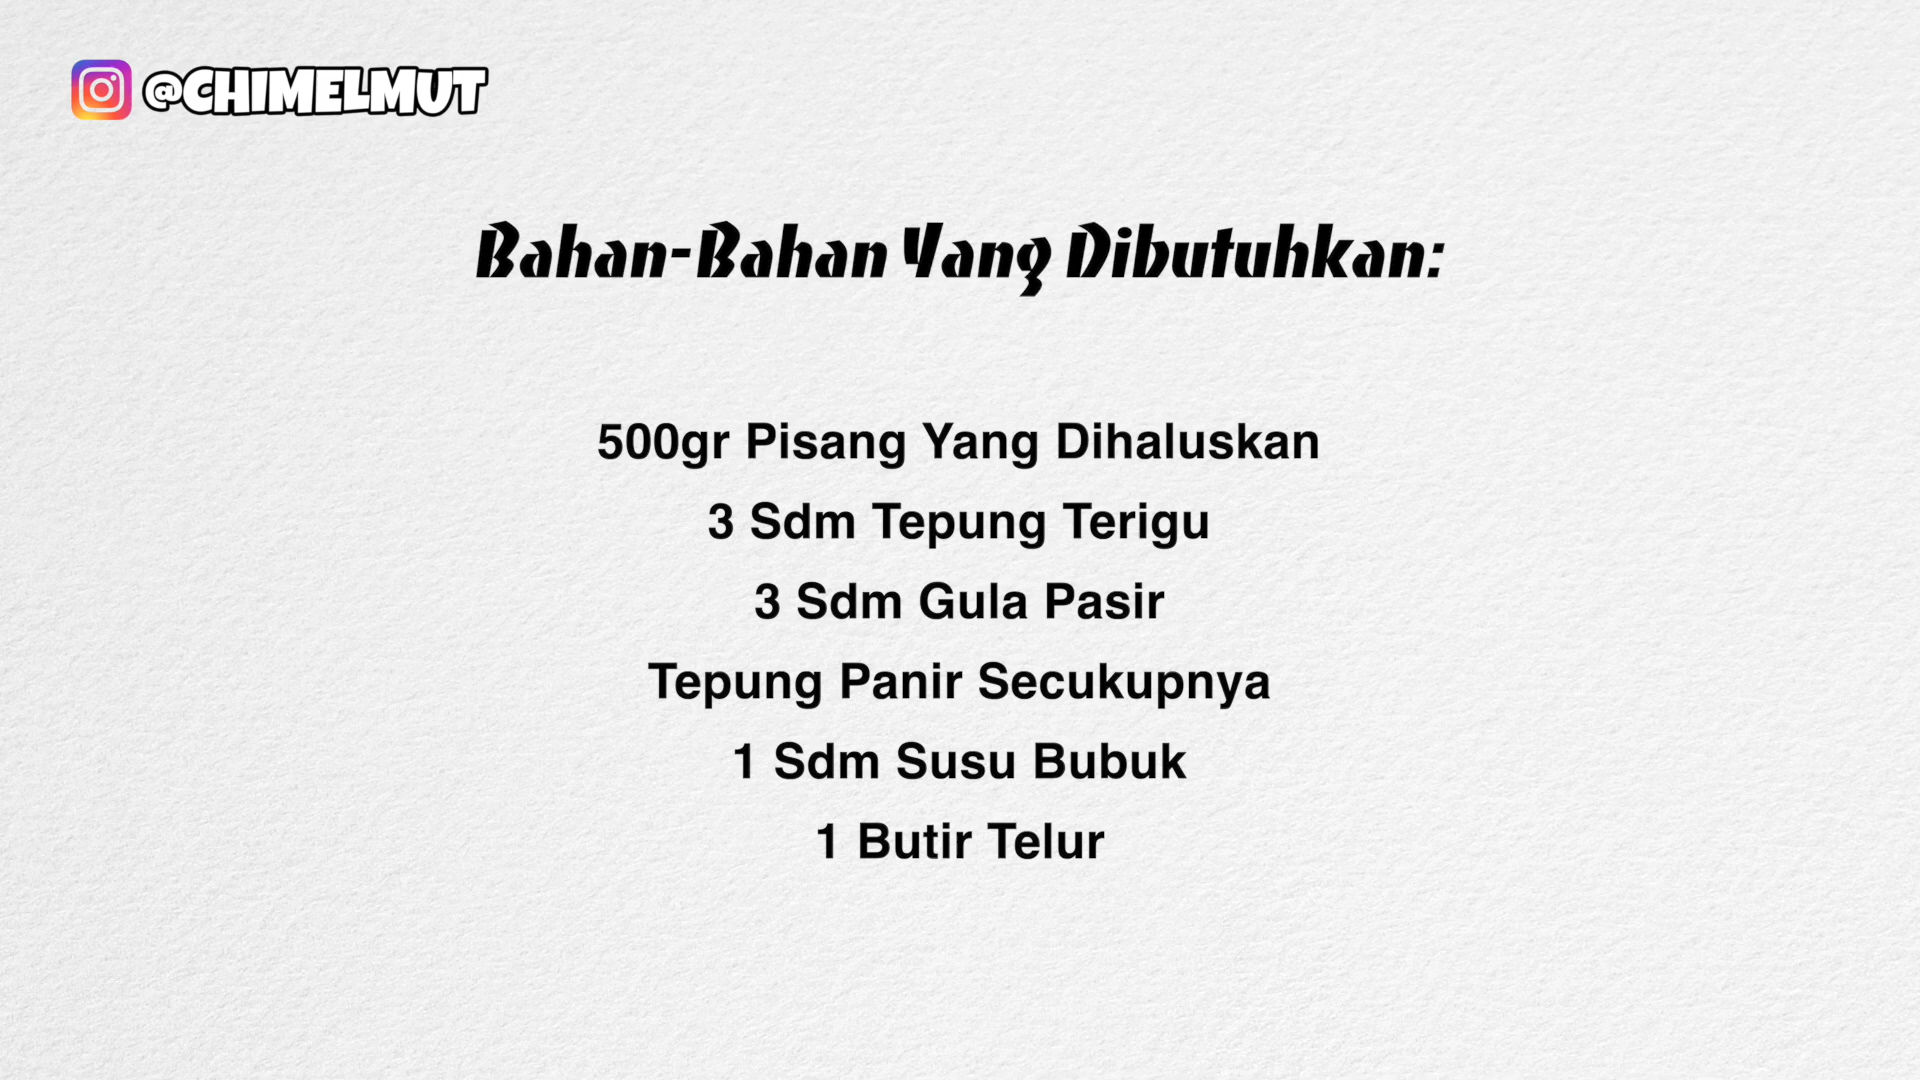 @CHIMELMUT
Bahan-Bahan Yang Dibutuhkan:
500gr Pisang Yang Dihaluskan
3 Sdm Tepung Terigu
3 Sdm Gula Pasir
Tepung Panir Secukupnya
1 Sdm Susu Bubuk
1 Butir Telur